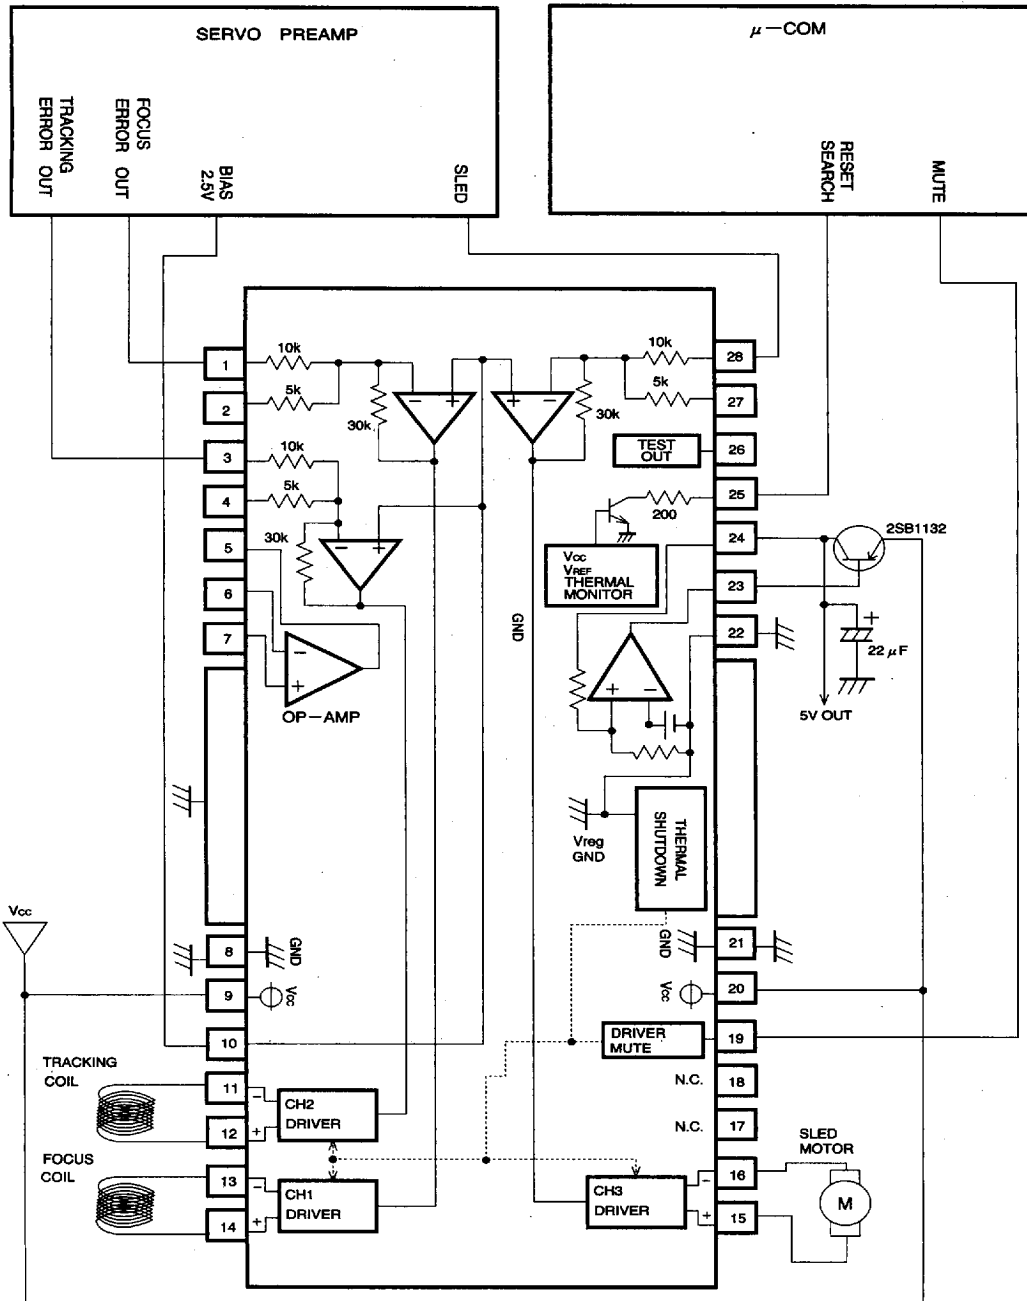 SERVO PREAMP
TRACKING
ERROR OUT
FOCUS
ERROR OUT
BIAS
2.5V
SLED
μ-COM
RESET
SEARCH
MUTE
1
10k
2
5k
30k
3
10k
4
5k
5
30k
6
7
OP-AMP
10k
28
5k
27
30k
TEST
OUT
26
25
200
24
2SB1132
Vcc
VREF
THERMAL
MONITOR
23
22
22μF
5V OUT
GND
Vreg
GND
THERMAL
SHUTDOWN
Vcc
8
GND
9
Vcc
10
GND
21
Vcc
20
DRIVER
MUTE
19
N.C.
18
N.C.
17
TRACKING
COIL
11
12
CH2
DRIVER
FOCUS
COIL
13
14
CH1
DRIVER
CH3
DRIVER
16
15
SLED
MOTOR
M